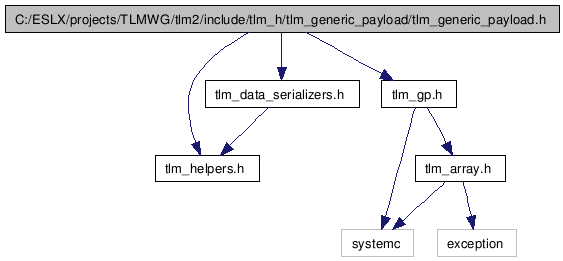 C:/ESLX/projects/TLMWG/tlm2/include/tlm_h/tlm_generic_payload/tlm_generic_payload.h
tlm_data_serializers.h
tlm_gp.h
tlm_helpers.h
tlm_array.h
systemc
exception